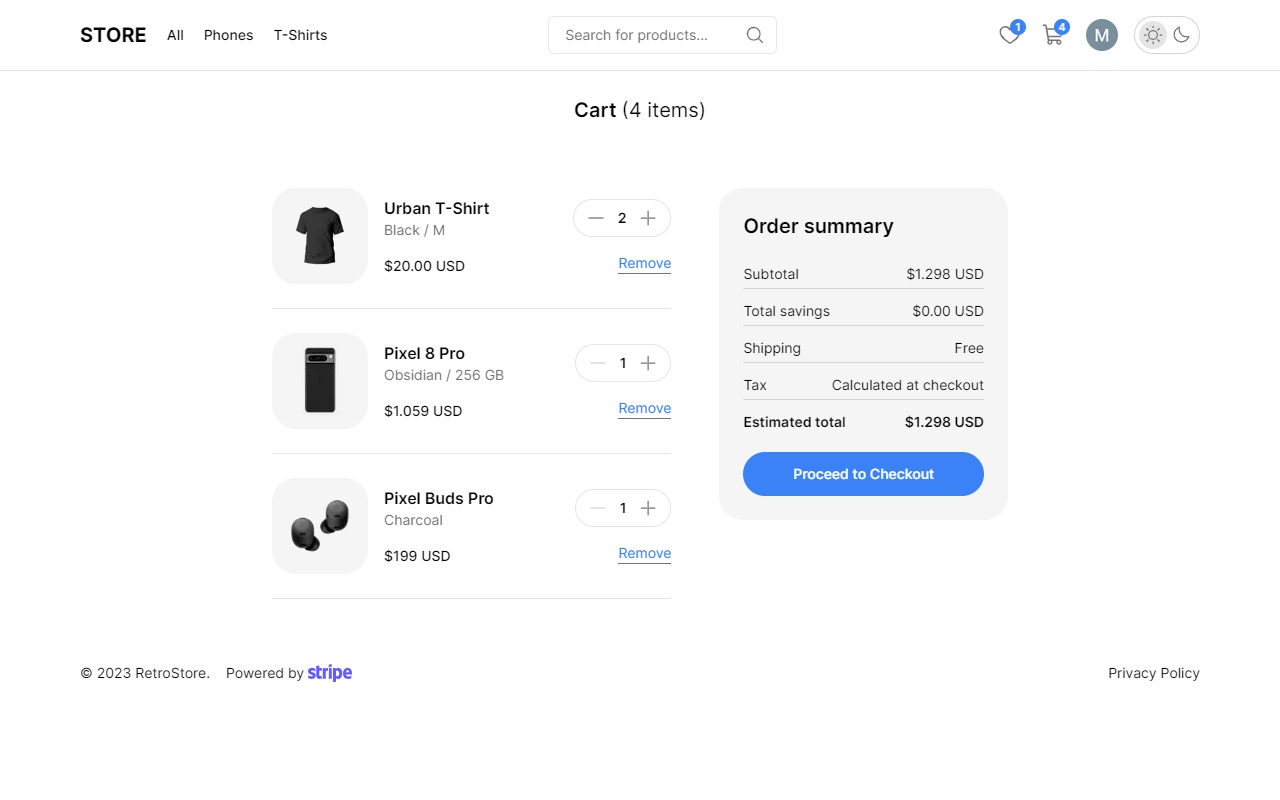 STORE All Phones T-Shirts Search for products... 1 4 M
Cart (4 items)
Urban T-Shirt
Black / M
$20.00 USD
2
Remove
Pixel 8 Pro
Obsidian / 256 GB
$1.059 USD
1
Remove
Pixel Buds Pro
Charcoal
$199 USD
1
Remove
Order summary
Subtotal $1.298 USD
Total savings $0.00 USD
Shipping Free
Tax Calculated at checkout
Estimated total $1.298 USD
Proceed to Checkout
© 2023 RetroStore. Powered by stripe Privacy Policy